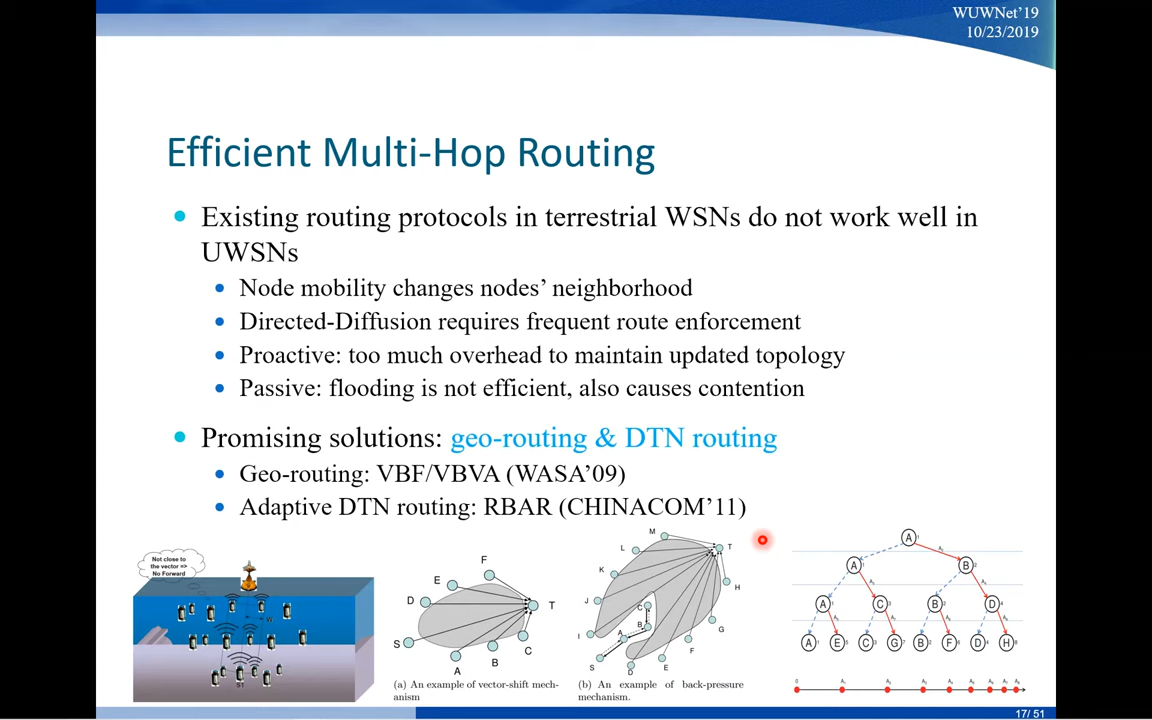 WUWNet’19
10/23/2019
Efficient Multi-Hop Routing
Existing routing protocols in terrestrial WSNs do not work well in
UWSNs
Node mobility changes nodes’ neighborhood
Directed-Diffusion requires frequent route enforcement
Proactive: too much overhead to maintain updated topology
Passive: flooding is not efficient, also causes contention
Promising solutions: geo-routing & DTN routing
Geo-routing: VBF/VBVA (WASA’09)
Adaptive DTN routing: RBAR (CHINACOM’11)
Not close to
the vector =>
No Forward
W
S1
F
E
D
T
S
C
B
A
(a) An example of vector-shift mech-
anism
M
L
T
K
H
J
C
B
G
I
A
F
S
D
E
(b) An example of back-pressure
mechanism.
A
A B
A C B D
A E C G B F D H
17/ 51